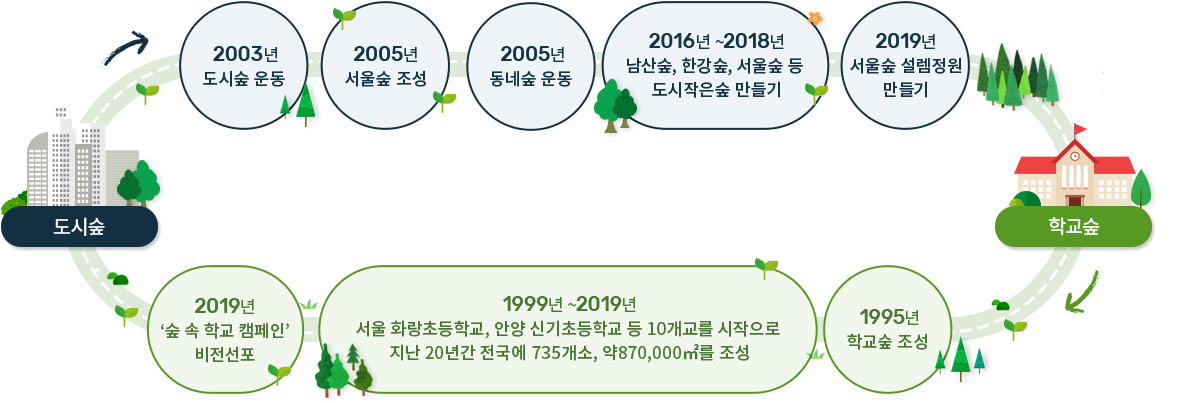 2003년
도시숲 운동
2005년
서울숲 조성
2005년
동네숲 운동
2016년 ~2018년
남산숲, 한강숲, 서울숲 등
도시작은숲 만들기
2019년
서울숲 설렘정원
만들기
도시숲
학교숲
2019년
‘숲 속 학교 캠페인’
비전선포
1999년 ~2019년
서울 화랑초등학교, 안양 신기초등학교 등 10개교를 시작으로
지난 20년간 전국에 735개소, 약870,000㎡를 조성
1995년
학교숲 조성